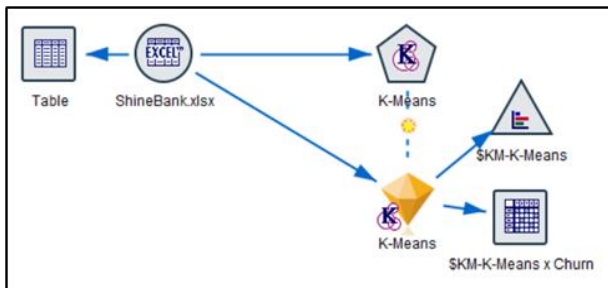 EXCEL
K
Table
ShineBank.xlsx
K-Means
$KM-K-Means
K
K-Means
$KM-K-Means x Churn